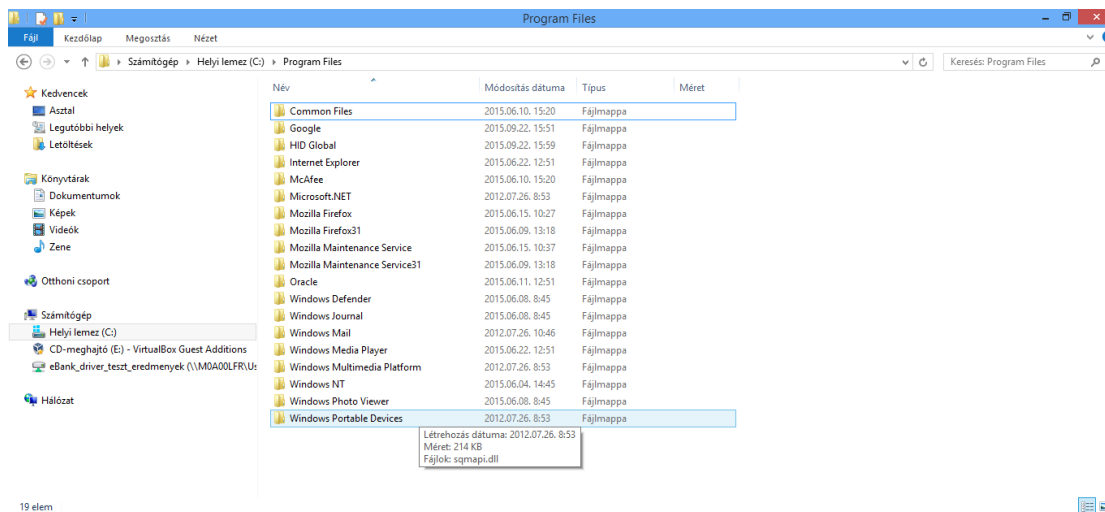 Program Files
Fájl Kezdőlap Megosztás Nézet
Számítógép Helyi lemez (C:) Program Files
Keresés: Program Files
Kedvencek
Asztal
Legutóbbi helyek
Letöltések
Könyvtárak
Dokumentumok
Képek
Videók
Zene
Otthoni csoport
Számítógép
Helyi lemez (C:)
CD-meghajtó (E:) - VirtualBox Guest Additions
eBank_driver_teszt_eredmenyek (\\M0A00LFR\Us
Hálózat
Név Módosítás dátuma Típus Méret
Common Files 2015.06.10. 15:20 Fájlmappa
Google 2015.09.22. 15:51 Fájlmappa
HID Global 2015.09.22. 15:59 Fájlmappa
Internet Explorer 2015.06.22. 12:51 Fájlmappa
McAfee 2015.06.10. 15:20 Fájlmappa
Microsoft.NET 2012.07.26. 8:53 Fájlmappa
Mozilla Firefox 2015.06.15. 10:27 Fájlmappa
Mozilla Firefox31 2015.06.09. 13:18 Fájlmappa
Mozilla Maintenance Service 2015.06.15. 10:37 Fájlmappa
Mozilla Maintenance Service31 2015.06.09. 13:18 Fájlmappa
Oracle 2015.06.11. 12:51 Fájlmappa
Windows Defender 2015.06.08. 8:45 Fájlmappa
Windows Journal 2015.06.08. 8:45 Fájlmappa
Windows Mail 2012.07.26. 10:46 Fájlmappa
Windows Media Player 2015.06.22. 12:51 Fájlmappa
Windows Multimedia Platform 2012.07.26. 8:53 Fájlmappa
Windows NT 2015.06.04. 14:45 Fájlmappa
Windows Photo Viewer 2015.06.08. 8:45 Fájlmappa
Windows Portable Devices 2012.07.26. 8:53 Fájlmappa
Létrehozás dátuma: 2012.07.26. 8:53
Méret: 214 KB
Fájlok: sqmapi.dll
19 elem